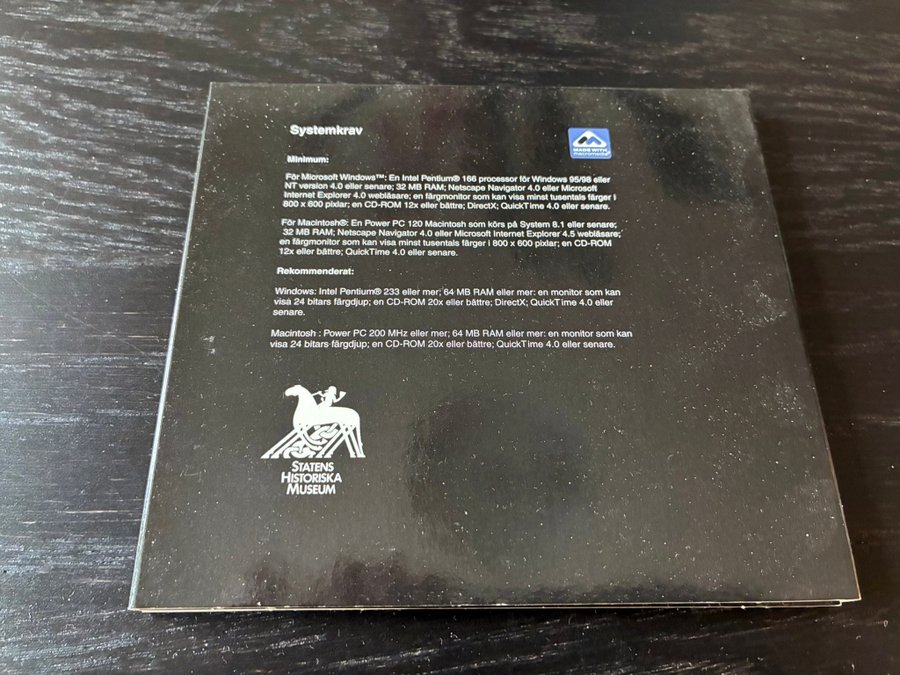 Systemkrav
MADE WITH
macromedia
Minimum:
För Microsoft Windows™: En Intel Pentium® 166 processor för Windows 95/98 eller
NT version 4.0 eller senare; 32 MB RAM; Netscape Navigator 4.0 eller Microsoft
Internet Explorer 4.0 webläsare; en färgmonitor som kan visa minst tusentals färger i
800 x 600 pixlar; en CD-ROM 12x eller bättre; DirectX; QuickTime 4.0 eller senare.
För Macintosh®: En Power PC 120 Macintosh som körs på System 8.1 eller senare;
32 MB RAM; Netscape Navigator 4.0 eller Microsoft Internet Explorer 4.5 webläsare;
en färgmonitor som kan visa minst tusentals färger i 800 x 600 pixlar; en CD-ROM
12x eller bättre; QuickTime 4.0 eller senare.
Rekommenderat:
Windows: Intel Pentium® 233 eller mer; 64 MB RAM eller mer: en monitor som kan
visa 24 bitars färgdjup; en CD-ROM 20x eller bättre; DirectX; QuickTime 4.0 eller
senare.
Macintosh : Power PC 200 MHz eller mer; 64 MB RAM eller mer: en monitor som kan
visa 24 bitars färgdjup; en CD-ROM 20x eller bättre; QuickTime 4.0 eller senare.
STATENS
HISTORISKA
MUSEUM